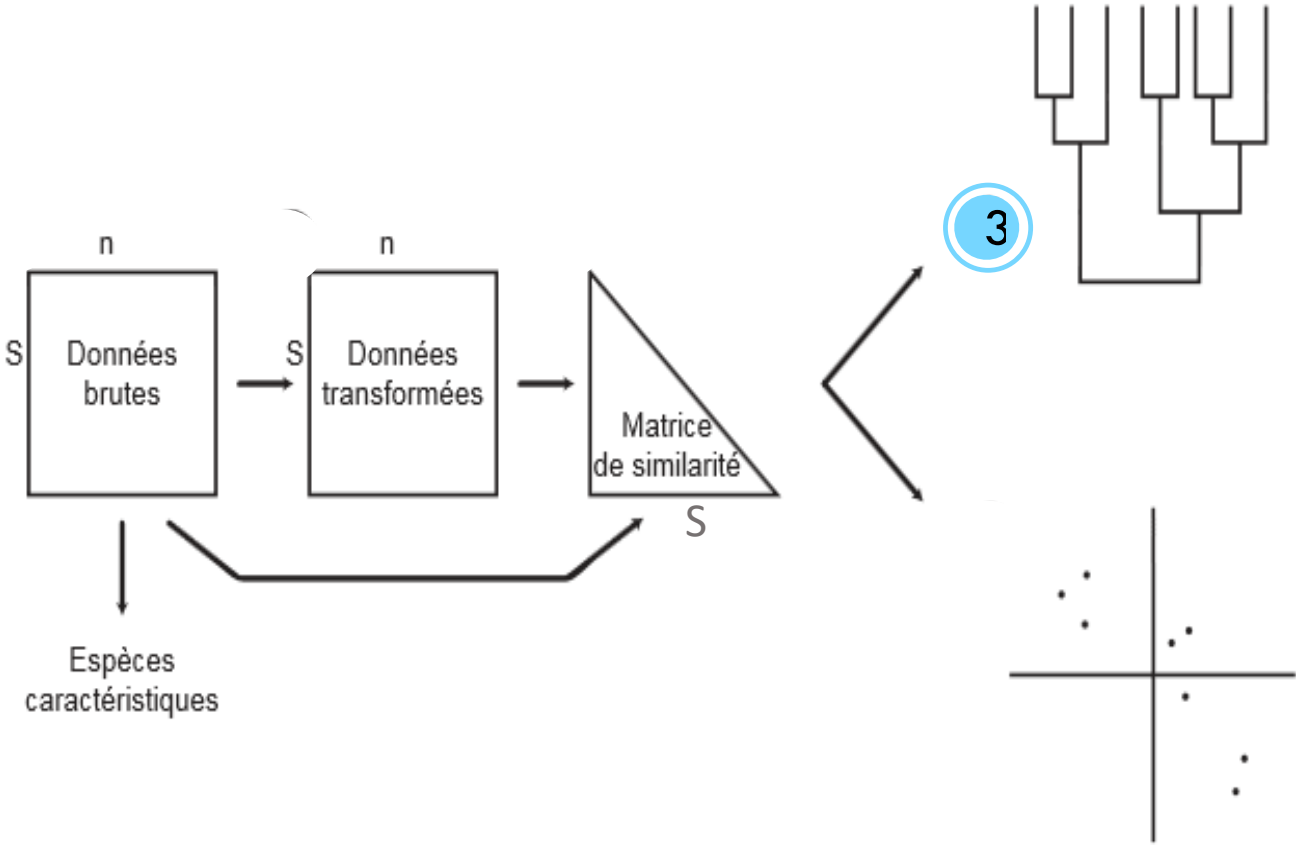 3
n
n
S
Données
brutes
S
Données
transformées
Matrice
de similarité
S
Espèces
caractéristiques